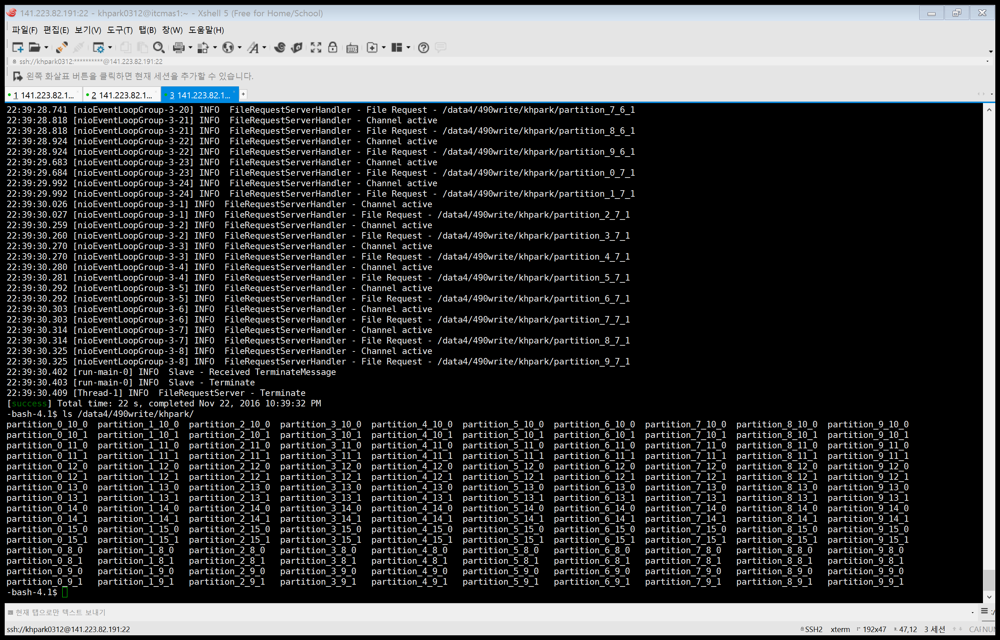 141.223.82.191:22 - khpark0312@itcmas1:~ - Xshell 5 (Free for Home/School)
파일(F) 편집(E) 보기(V) 도구(T) 탭(B) 창(W) 도움말(H)
ssh://khpark0312:**********@141.223.82.191:22
왼쪽 화살표 버튼을 클릭하면 현재 세션을 추가할 수 있습니다.
1 141.223.82.1... 2 141.223.82.1... 3 141.223.82.1... +
22:39:28.741 [nioEventLoopGroup-3-20] INFO  FileRequestServerHandler - File Request - /data4/490write/khpark/partition_7_6_1
22:39:28.818 [nioEventLoopGroup-3-21] INFO  FileRequestServerHandler - Channel active
22:39:28.818 [nioEventLoopGroup-3-21] INFO  FileRequestServerHandler - File Request - /data4/490write/khpark/partition_8_6_1
22:39:28.924 [nioEventLoopGroup-3-22] INFO  FileRequestServerHandler - Channel active
22:39:28.924 [nioEventLoopGroup-3-22] INFO  FileRequestServerHandler - File Request - /data4/490write/khpark/partition_9_6_1
22:39:29.683 [nioEventLoopGroup-3-23] INFO  FileRequestServerHandler - Channel active
22:39:29.684 [nioEventLoopGroup-3-23] INFO  FileRequestServerHandler - File Request - /data4/490write/khpark/partition_0_7_1
22:39:29.992 [nioEventLoopGroup-3-24] INFO  FileRequestServerHandler - Channel active
22:39:29.992 [nioEventLoopGroup-3-24] INFO  FileRequestServerHandler - File Request - /data4/490write/khpark/partition_1_7_1
22:39:30.026 [nioEventLoopGroup-3-1] INFO  FileRequestServerHandler - Channel active
22:39:30.027 [nioEventLoopGroup-3-1] INFO  FileRequestServerHandler - File Request - /data4/490write/khpark/partition_2_7_1
22:39:30.259 [nioEventLoopGroup-3-2] INFO  FileRequestServerHandler - Channel active
22:39:30.260 [nioEventLoopGroup-3-2] INFO  FileRequestServerHandler - File Request - /data4/490write/khpark/partition_3_7_1
22:39:30.270 [nioEventLoopGroup-3-3] INFO  FileRequestServerHandler - Channel active
22:39:30.270 [nioEventLoopGroup-3-3] INFO  FileRequestServerHandler - File Request - /data4/490write/khpark/partition_4_7_1
22:39:30.280 [nioEventLoopGroup-3-4] INFO  FileRequestServerHandler - Channel active
22:39:30.281 [nioEventLoopGroup-3-4] INFO  FileRequestServerHandler - File Request - /data4/490write/khpark/partition_5_7_1
22:39:30.292 [nioEventLoopGroup-3-5] INFO  FileRequestServerHandler - Channel active
22:39:30.292 [nioEventLoopGroup-3-5] INFO  FileRequestServerHandler - File Request - /data4/490write/khpark/partition_6_7_1
22:39:30.303 [nioEventLoopGroup-3-6] INFO  FileRequestServerHandler - Channel active
22:39:30.303 [nioEventLoopGroup-3-6] INFO  FileRequestServerHandler - File Request - /data4/490write/khpark/partition_7_7_1
22:39:30.314 [nioEventLoopGroup-3-7] INFO  FileRequestServerHandler - Channel active
22:39:30.314 [nioEventLoopGroup-3-7] INFO  FileRequestServerHandler - File Request - /data4/490write/khpark/partition_8_7_1
22:39:30.325 [nioEventLoopGroup-3-8] INFO  FileRequestServerHandler - Channel active
22:39:30.325 [nioEventLoopGroup-3-8] INFO  FileRequestServerHandler - File Request - /data4/490write/khpark/partition_9_7_1
22:39:30.402 [run-main-0] INFO  Slave - Received TerminateMessage
22:39:30.403 [run-main-0] INFO  Slave - Terminate
22:39:30.409 [Thread-1] INFO  FileRequestServer - Terminate
[success] Total time: 22 s, completed Nov 22, 2016 10:39:32 PM
-bash-4.1$ ls /data4/490write/khpark/
partition_0_10_0  partition_1_10_0  partition_2_10_0  partition_3_10_0  partition_4_10_0  partition_5_10_0  partition_6_10_0  partition_7_10_0  partition_8_10_0  partition_9_10_0
partition_0_10_1  partition_1_10_1  partition_2_10_1  partition_3_10_1  partition_4_10_1  partition_5_10_1  partition_6_10_1  partition_7_10_1  partition_8_10_1  partition_9_10_1
partition_0_11_0  partition_1_11_0  partition_2_11_0  partition_3_11_0  partition_4_11_0  partition_5_11_0  partition_6_11_0  partition_7_11_0  partition_8_11_0  partition_9_11_0
partition_0_11_1  partition_1_11_1  partition_2_11_1  partition_3_11_1  partition_4_11_1  partition_5_11_1  partition_6_11_1  partition_7_11_1  partition_8_11_1  partition_9_11_1
partition_0_12_0  partition_1_12_0  partition_2_12_0  partition_3_12_0  partition_4_12_0  partition_5_12_0  partition_6_12_0  partition_7_12_0  partition_8_12_0  partition_9_12_0
partition_0_12_1  partition_1_12_1  partition_2_12_1  partition_3_12_1  partition_4_12_1  partition_5_12_1  partition_6_12_1  partition_7_12_1  partition_8_12_1  partition_9_12_1
partition_0_13_0  partition_1_13_0  partition_2_13_0  partition_3_13_0  partition_4_13_0  partition_5_13_0  partition_6_13_0  partition_7_13_0  partition_8_13_0  partition_9_13_0
partition_0_13_1  partition_1_13_1  partition_2_13_1  partition_3_13_1  partition_4_13_1  partition_5_13_1  partition_6_13_1  partition_7_13_1  partition_8_13_1  partition_9_13_1
partition_0_14_0  partition_1_14_0  partition_2_14_0  partition_3_14_0  partition_4_14_0  partition_5_14_0  partition_6_14_0  partition_7_14_0  partition_8_14_0  partition_9_14_0
partition_0_14_1  partition_1_14_1  partition_2_14_1  partition_3_14_1  partition_4_14_1  partition_5_14_1  partition_6_14_1  partition_7_14_1  partition_8_14_1  partition_9_14_1
partition_0_15_0  partition_1_15_0  partition_2_15_0  partition_3_15_0  partition_4_15_0  partition_5_15_0  partition_6_15_0  partition_7_15_0  partition_8_15_0  partition_9_15_0
partition_0_15_1  partition_1_15_1  partition_2_15_1  partition_3_15_1  partition_4_15_1  partition_5_15_1  partition_6_15_1  partition_7_15_1  partition_8_15_1  partition_9_15_1
partition_0_8_0   partition_1_8_0   partition_2_8_0   partition_3_8_0   partition_4_8_0   partition_5_8_0   partition_6_8_0   partition_7_8_0   partition_8_8_0   partition_9_8_0
partition_0_8_1   partition_1_8_1   partition_2_8_1   partition_3_8_1   partition_4_8_1   partition_5_8_1   partition_6_8_1   partition_7_8_1   partition_8_8_1   partition_9_8_1
partition_0_9_0   partition_1_9_0   partition_2_9_0   partition_3_9_0   partition_4_9_0   partition_5_9_0   partition_6_9_0   partition_7_9_0   partition_8_9_0   partition_9_9_0
partition_0_9_1   partition_1_9_1   partition_2_9_1   partition_3_9_1   partition_4_9_1   partition_5_9_1   partition_6_9_1   partition_7_9_1   partition_8_9_1   partition_9_9_1
-bash-4.1$
현재 탭으로만 텍스트 보내기
ssh://khpark0312@141.223.82.191:22 SSH2 xterm 192x47 47,12 3 세션